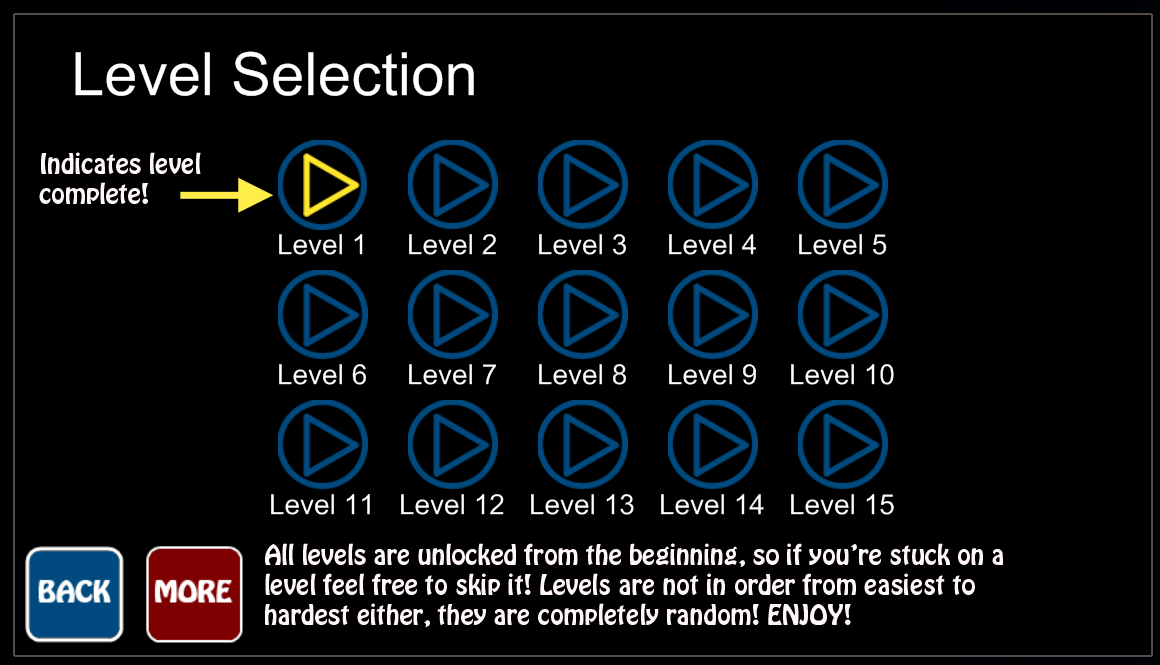 Level Selection
Indicates level
complete!
Level 1 Level 2 Level 3 Level 4 Level 5
Level 6 Level 7 Level 8 Level 9 Level 10
Level 11 Level 12 Level 13 Level 14 Level 15
BACK MORE
All levels are unlocked from the beginning, so if you're stuck on a
level feel free to skip it! Levels are not in order from easiest to
hardest either, they are completely random! ENJOY!